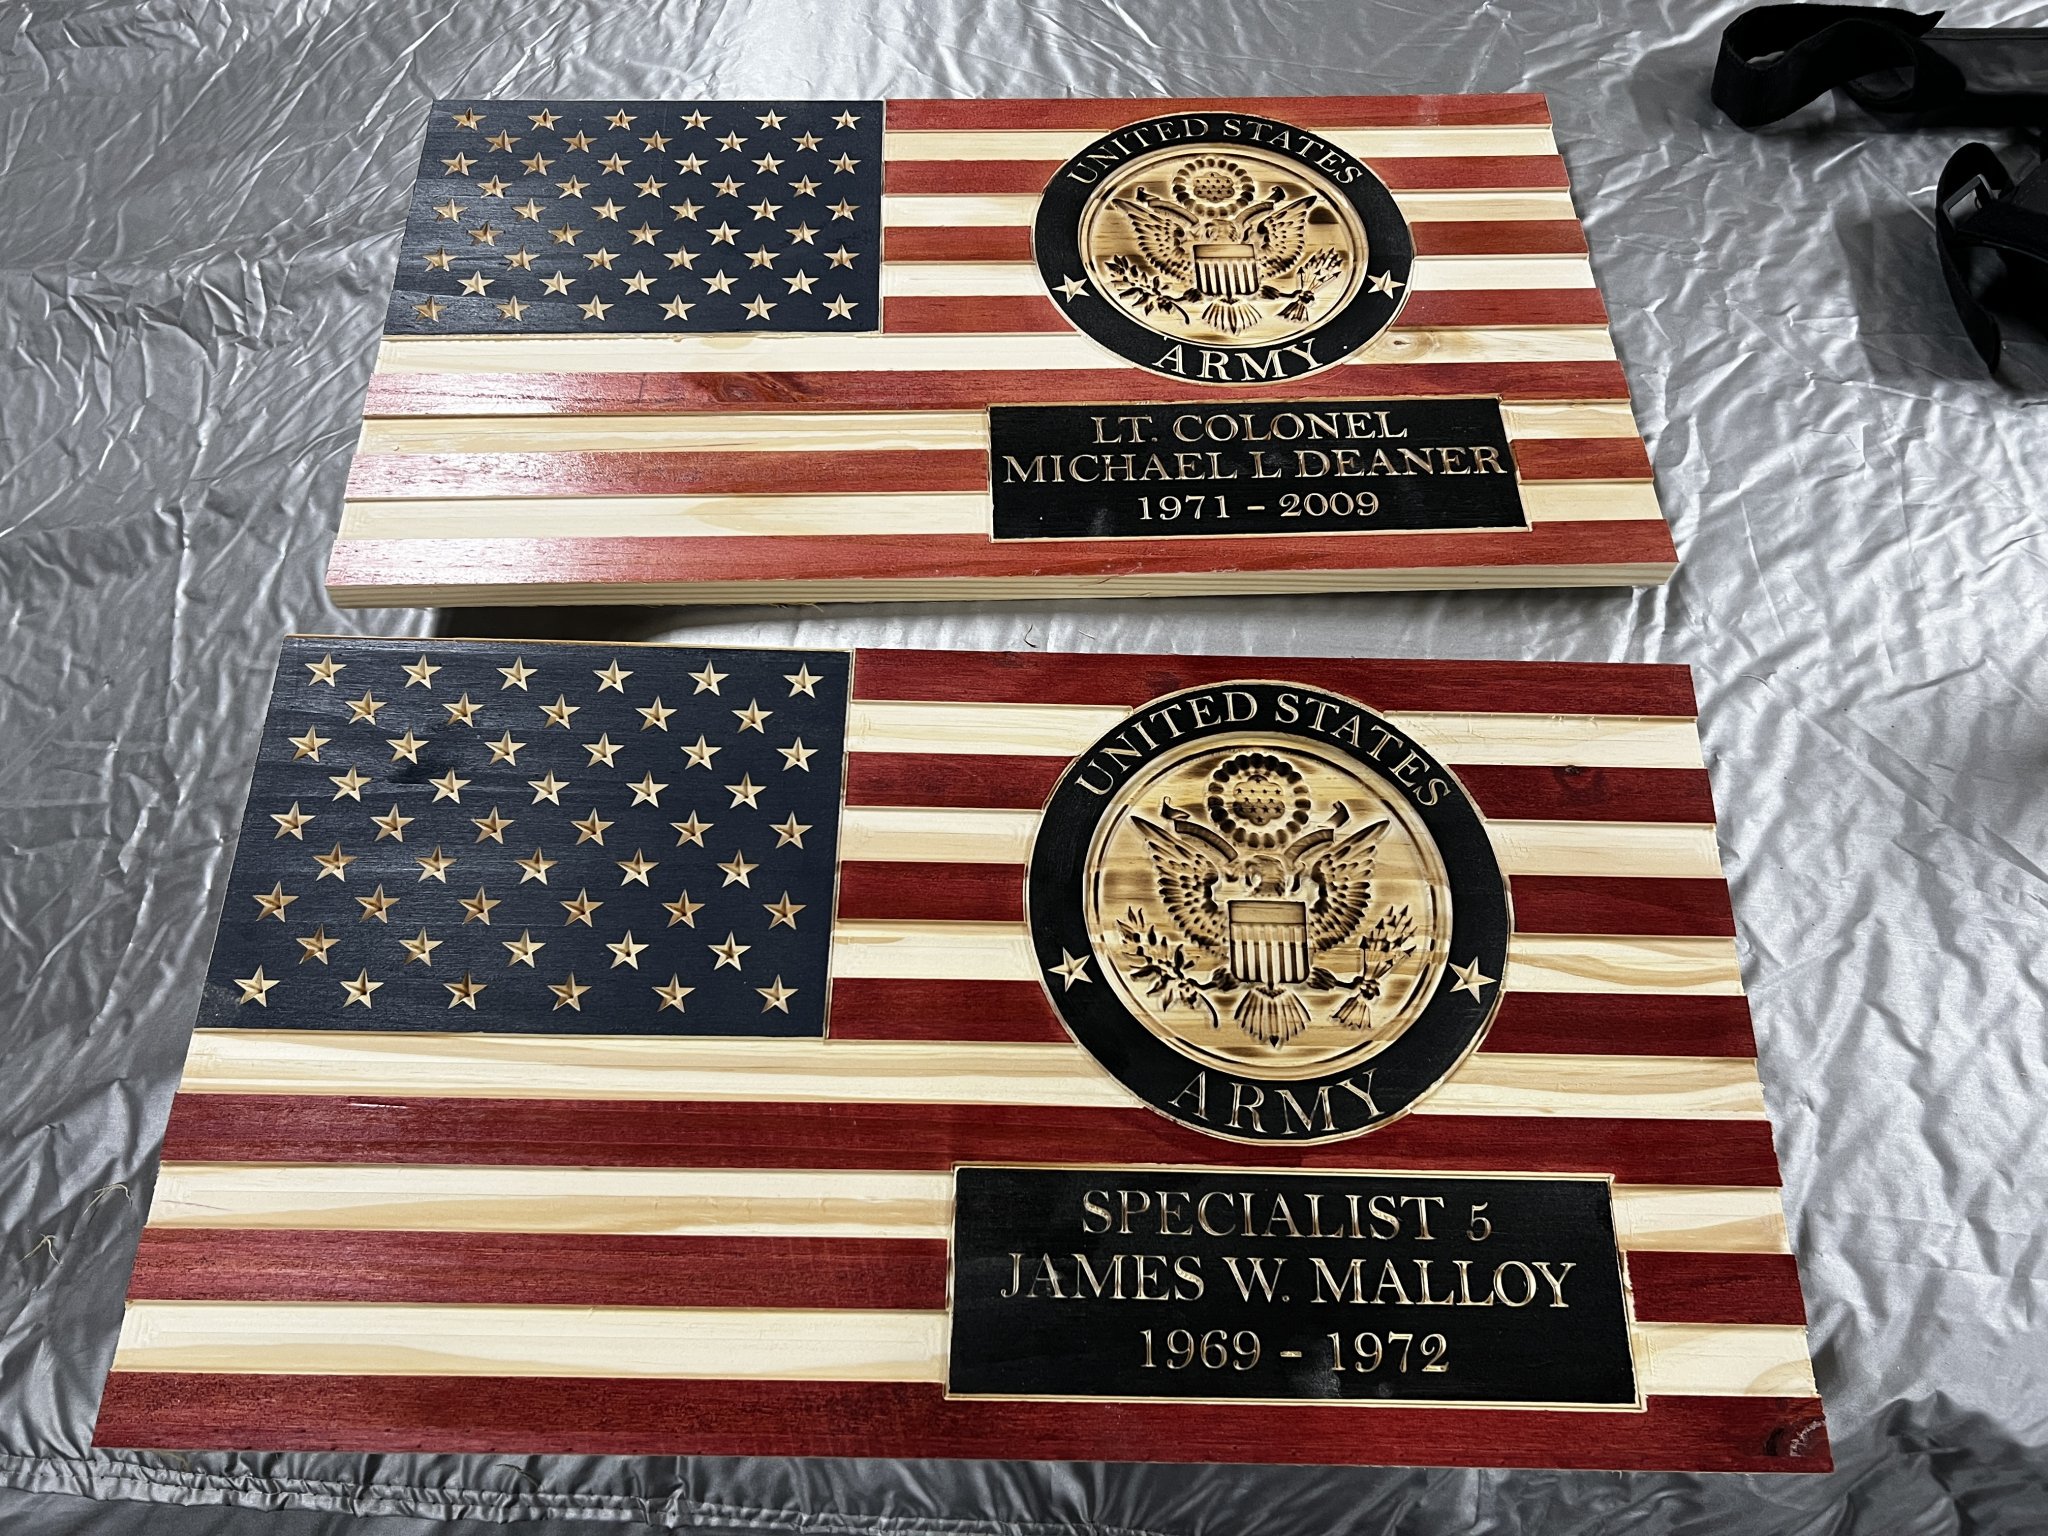 UNITED STATES
ARMY
LT. COLONEL
MICHAEL L DEANER
1971 - 2009
UNITED STATES
ARMY
SPECIALIST 5
JAMES W. MALLOY
1969 - 1972